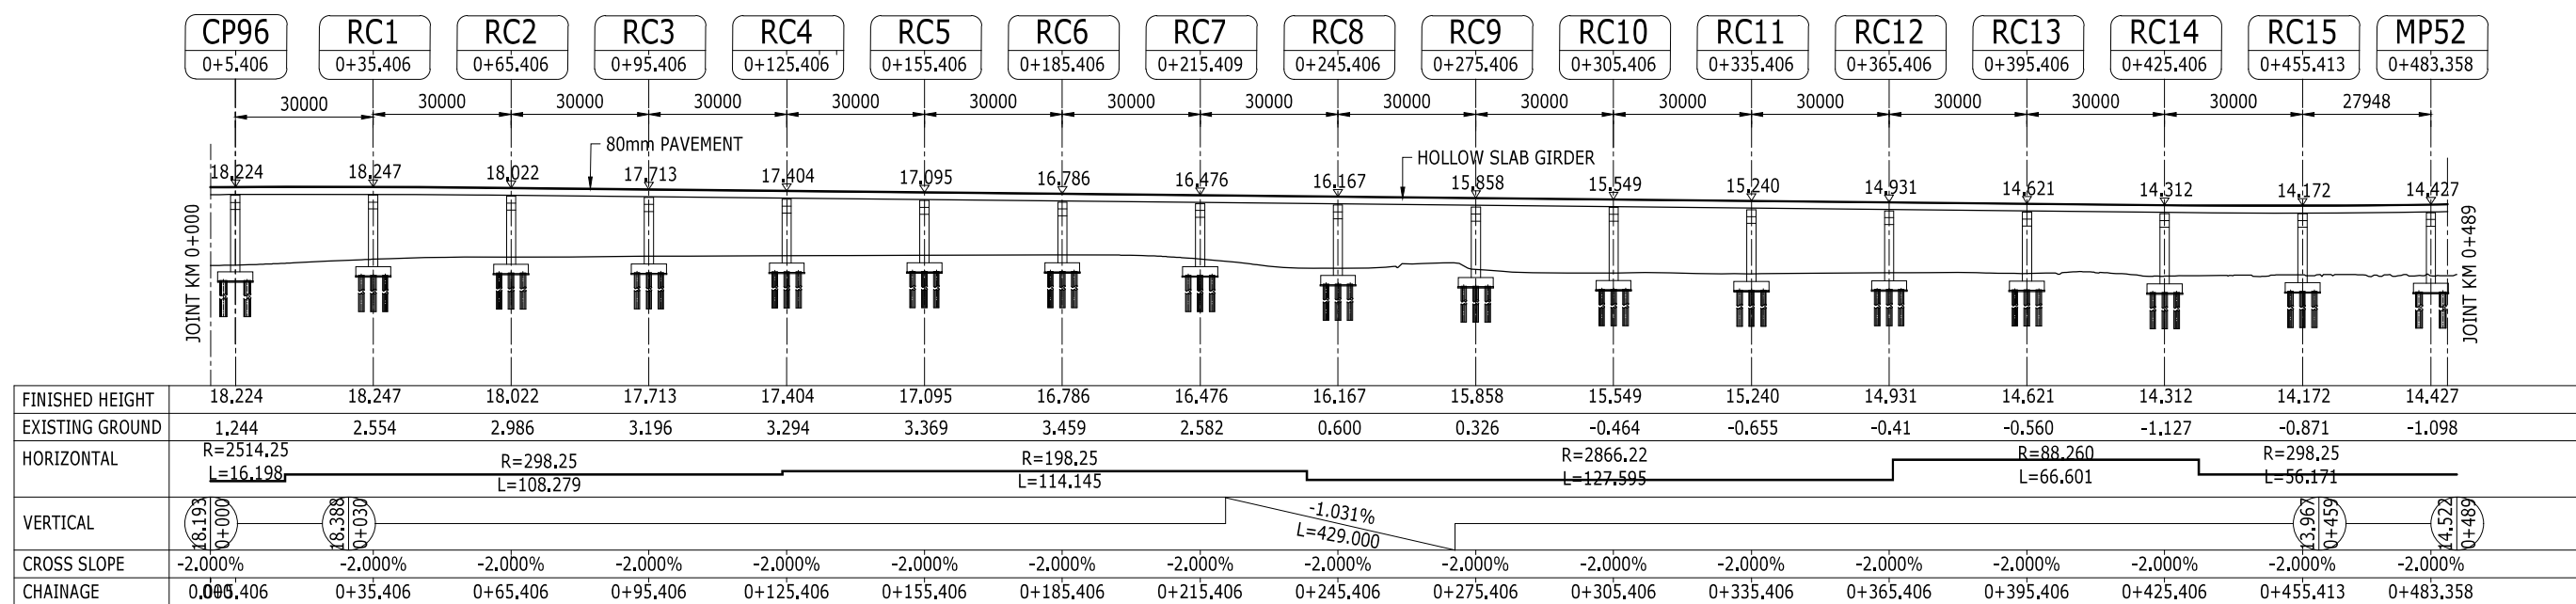 CP96 RC1 RC2 RC3 RC4 RC5 RC6 RC7 RC8 RC9 RC10 RC11 RC12 RC13 RC14 RC15 MP52
0+5.406 0+35.406 0+65.406 0+95.406 0+125.406 0+155.406 0+185.406 0+215.409 0+245.406 0+275.406 0+305.406 0+335.406 0+365.406 0+395.406 0+425.406 0+455.413 0+483.358
30000 30000 30000 30000 30000 30000 30000 30000 30000 30000 30000 30000 30000 30000 30000 27948
80mm PAVEMENT
HOLLOW SLAB GIRDER
18.224 18.247 18.022 17.713 17.404 17.095 16.786 16.476 16.167 15.858 15.549 15.240 14.931 14.621 14.312 14.172 14.427
JOINT KM 0+000
JOINT KM 0+489
FINISHED HEIGHT 18.224 18.247 18.022 17.713 17.404 17.095 16.786 16.476 16.167 15.858 15.549 15.240 14.931 14.621 14.312 14.172 14.427
EXISTING GROUND 1.244 2.554 2.986 3.196 3.294 3.369 3.459 2.582 0.600 0.326 -0.464 -0.655 -0.41 -0.560 -1.127 -0.871 -1.098
HORIZONTAL R=2514.25 R=298.25 R=198.25 R=2866.22 R=88.260 R=298.25
L=16.198 L=108.279 L=114.145 L=127.595 L=66.601 L=56.171
VERTICAL
18.193
0+000
18.388
0+030
-1.031%
L=429.000
13.967
0+459
14.522
0+489
CROSS SLOPE -2.000% -2.000% -2.000% -2.000% -2.000% -2.000% -2.000% -2.000% -2.000% -2.000% -2.000% -2.000% -2.000% -2.000% -2.000% -2.000% -2.000%
CHAINAGE 0+35.406 0+65.406 0+95.406 0+125.406 0+155.406 0+185.406 0+215.406 0+245.406 0+275.406 0+305.406 0+335.406 0+365.406 0+395.406 0+425.406 0+455.413 0+483.358